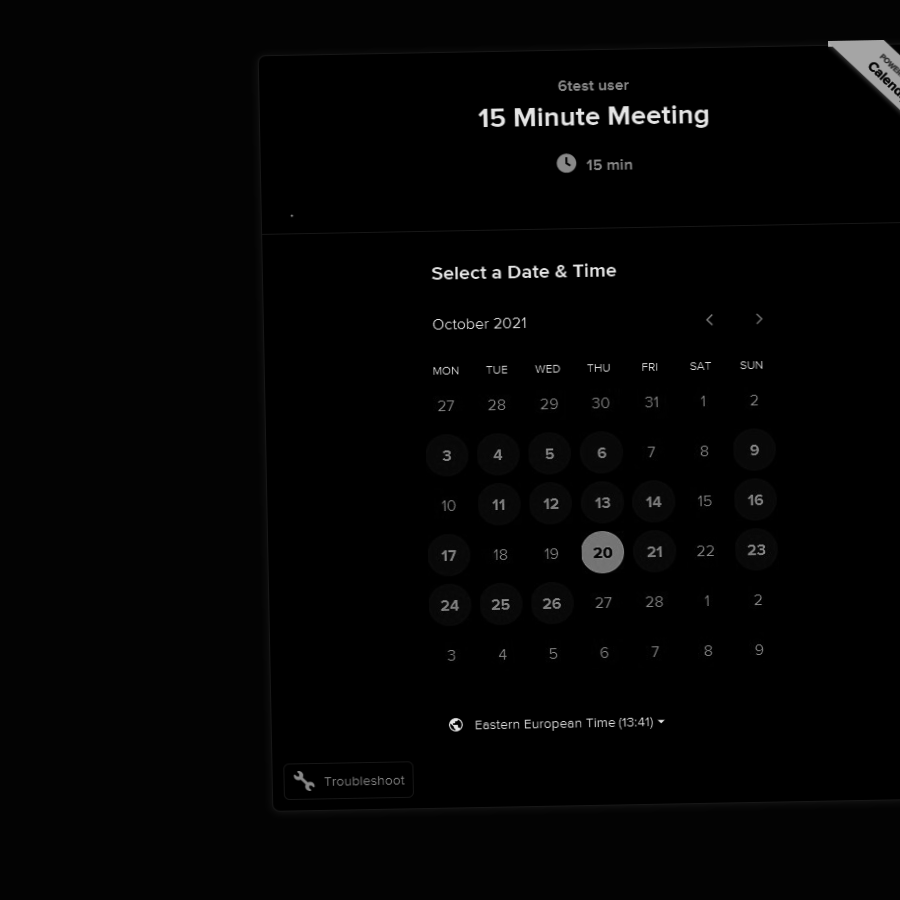 6test user
15 Minute Meeting
15 min
Select a Date & Time
October 2021
MON TUE WED THU FRI SAT SUN
27 28 29 30 31 1 2
3 4 5 6 7 8 9
10 11 12 13 14 15 16
17 18 19 20 21 22 23
24 25 26 27 28 1 2
3 4 5 6 7 8 9
Eastern European Time (13:41)
Troubleshoot